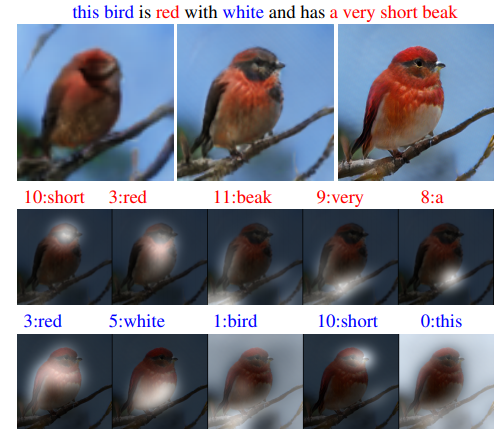 this bird is red with white and has a very short beak
10:short 3:red 11:beak 9:very 8:a
3:red 5:white 1:bird 10:short 0:this